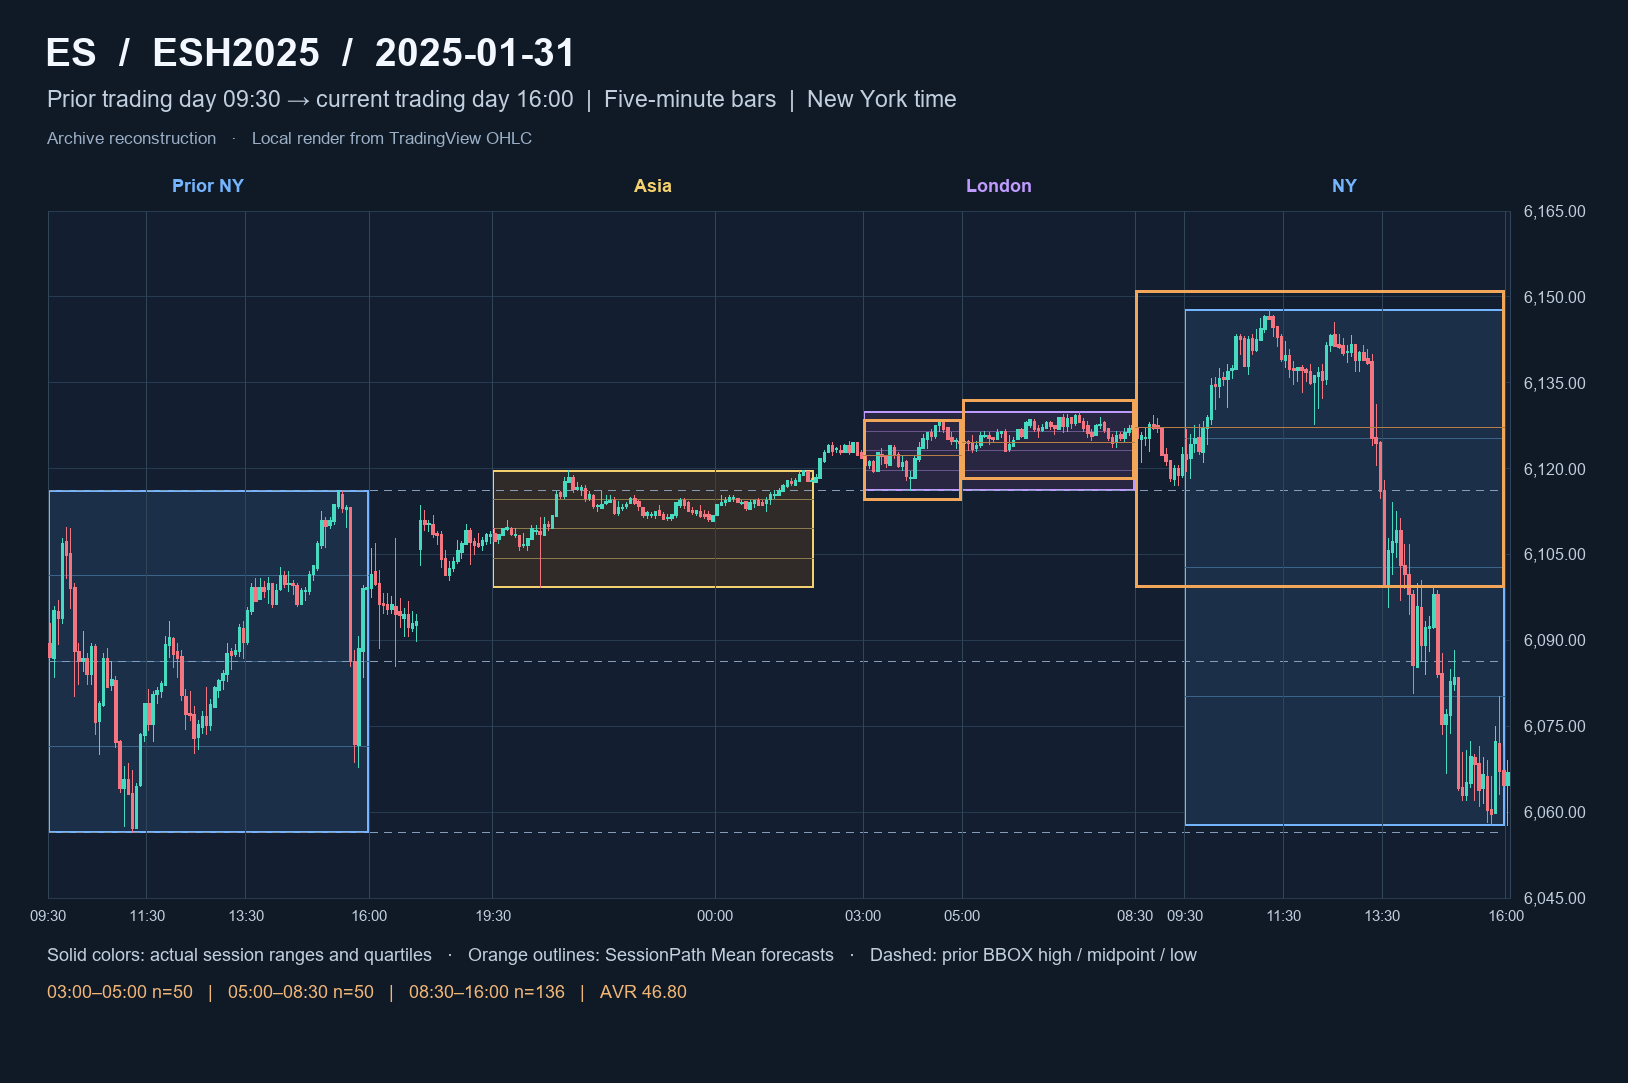 ES / ESH2025 / 2025-01-31
Prior trading day 09:30 → current trading day 16:00 | Five-minute bars | New York time
Archive reconstruction · Local render from TradingView OHLC
Prior NY Asia London NY
6,165.00
6,150.00
6,135.00
6,120.00
6,105.00
6,090.00
6,075.00
6,060.00
6,045.00
09:30 11:30 13:30 16:00 19:30 00:00 03:00 05:00 08:30 09:30 11:30 13:30 16:00
Solid colors: actual session ranges and quartiles · Orange outlines: SessionPath Mean forecasts · Dashed: prior BBOX high / midpoint / low
03:00–05:00 n=50 | 05:00–08:30 n=50 | 08:30–16:00 n=136 | AVR 46.80